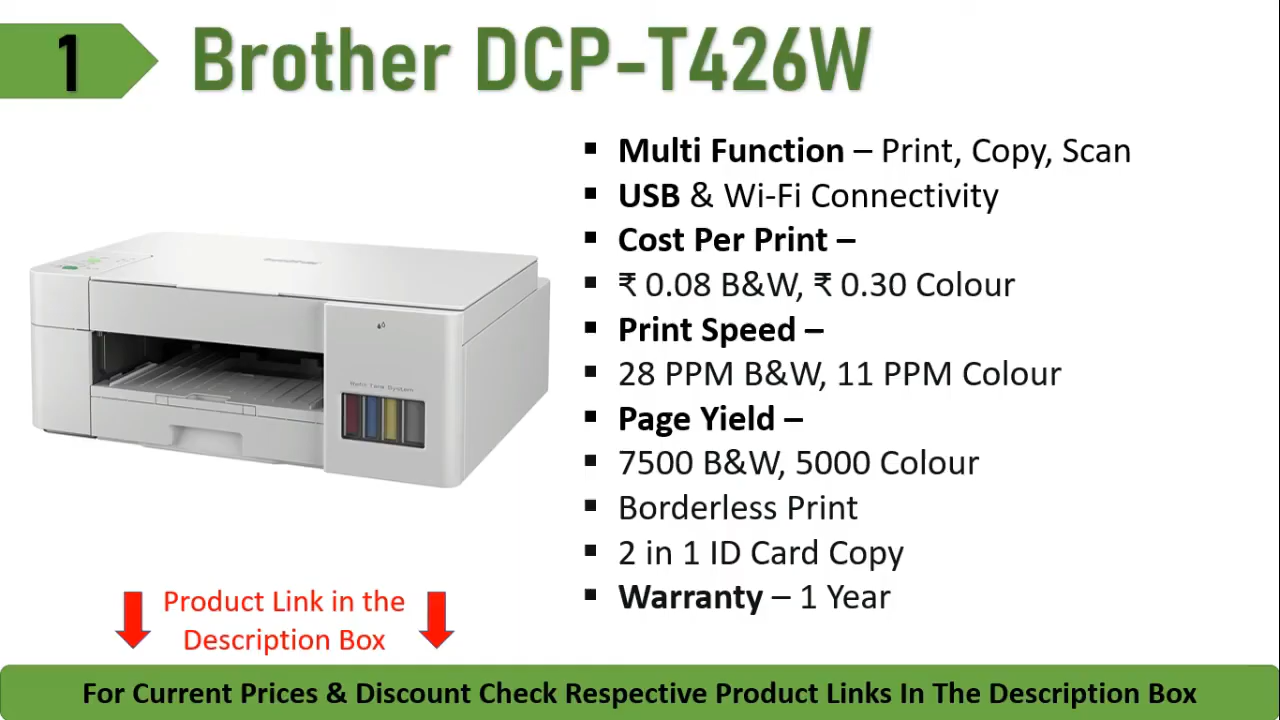 1
Brother DCP-T426W
▪ Multi Function – Print, Copy, Scan
▪ USB & Wi-Fi Connectivity
▪ Cost Per Print –
▪ ₹ 0.08 B&W, ₹ 0.30 Colour
▪ Print Speed –
▪ 28 PPM B&W, 11 PPM Colour
▪ Page Yield –
▪ 7500 B&W, 5000 Colour
▪ Borderless Print
▪ 2 in 1 ID Card Copy
▪ Warranty – 1 Year
Refill Tank System
Product Link in the
Description Box
For Current Prices & Discount Check Respective Product Links In The Description Box